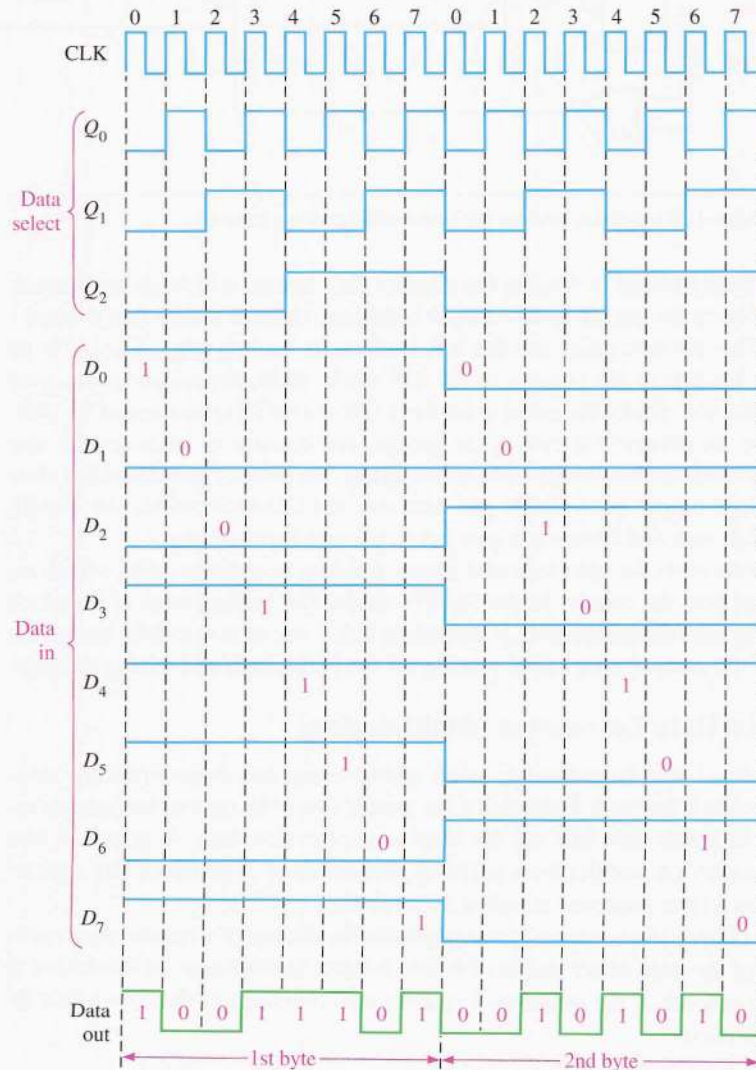 0 1 2 3 4 5 6 7 0 1 2 3 4 5 6 7
CLK
Q0
Q1
Data
select
Q2
D0 1 0
D1 0 0
D2 0 1
D3 1 0
Data
in
D4 1 1
D5 1 0
D6 0 1
D7 1 0
Data
out
1 0 0 1 1 1 0 1 0 0 1 0 1 0 1 0
1st byte 2nd byte